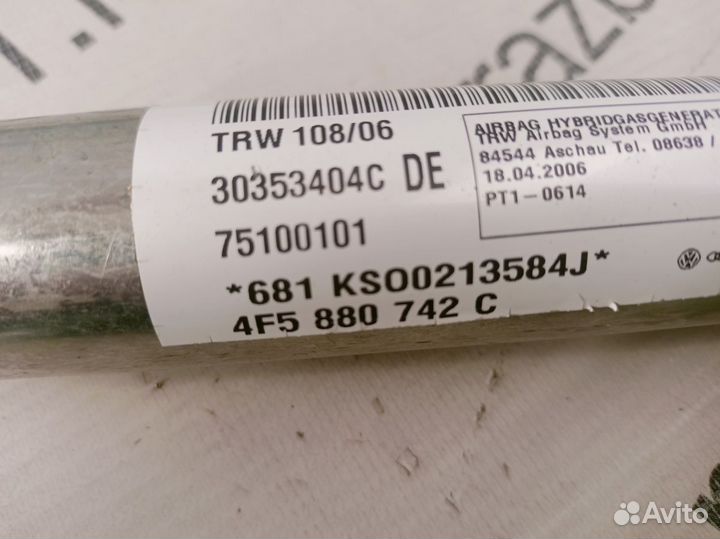 TRW 108/06
30353404C DE
75100101
*681 KSO0213584J*
4F5 880 742 C
AIRBAG HYBRIDGASGENERAT
TRW Airbag System GmbH
84544 Aschau Tel. 08638 /
18.04.2006
PT1-0614
Avito